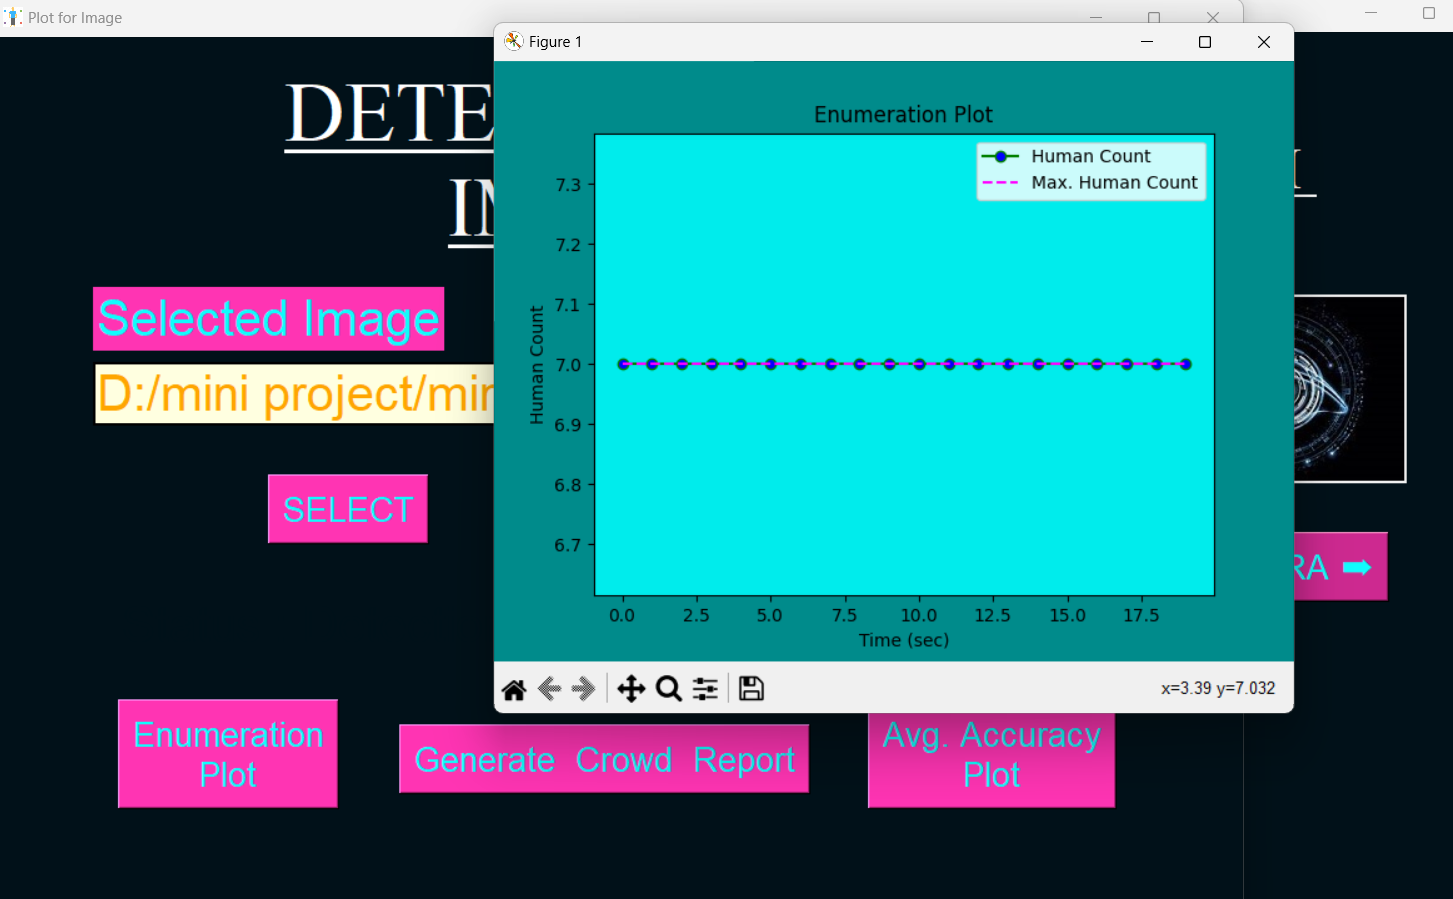 Plot for Image
Figure 1
DETE
Selected Image
D:/mini project/mi
SELECT
Enumeration
Plot
Generate Crowd Report
Avg. Accuracy
Plot
RA ➡
Enumeration Plot
Human Count
Max. Human Count
Human Count
7.3
7.2
7.1
7.0
6.9
6.8
6.7
0.0 2.5 5.0 7.5 10.0 12.5 15.0 17.5
Time (sec)
x=3.39 y=7.032